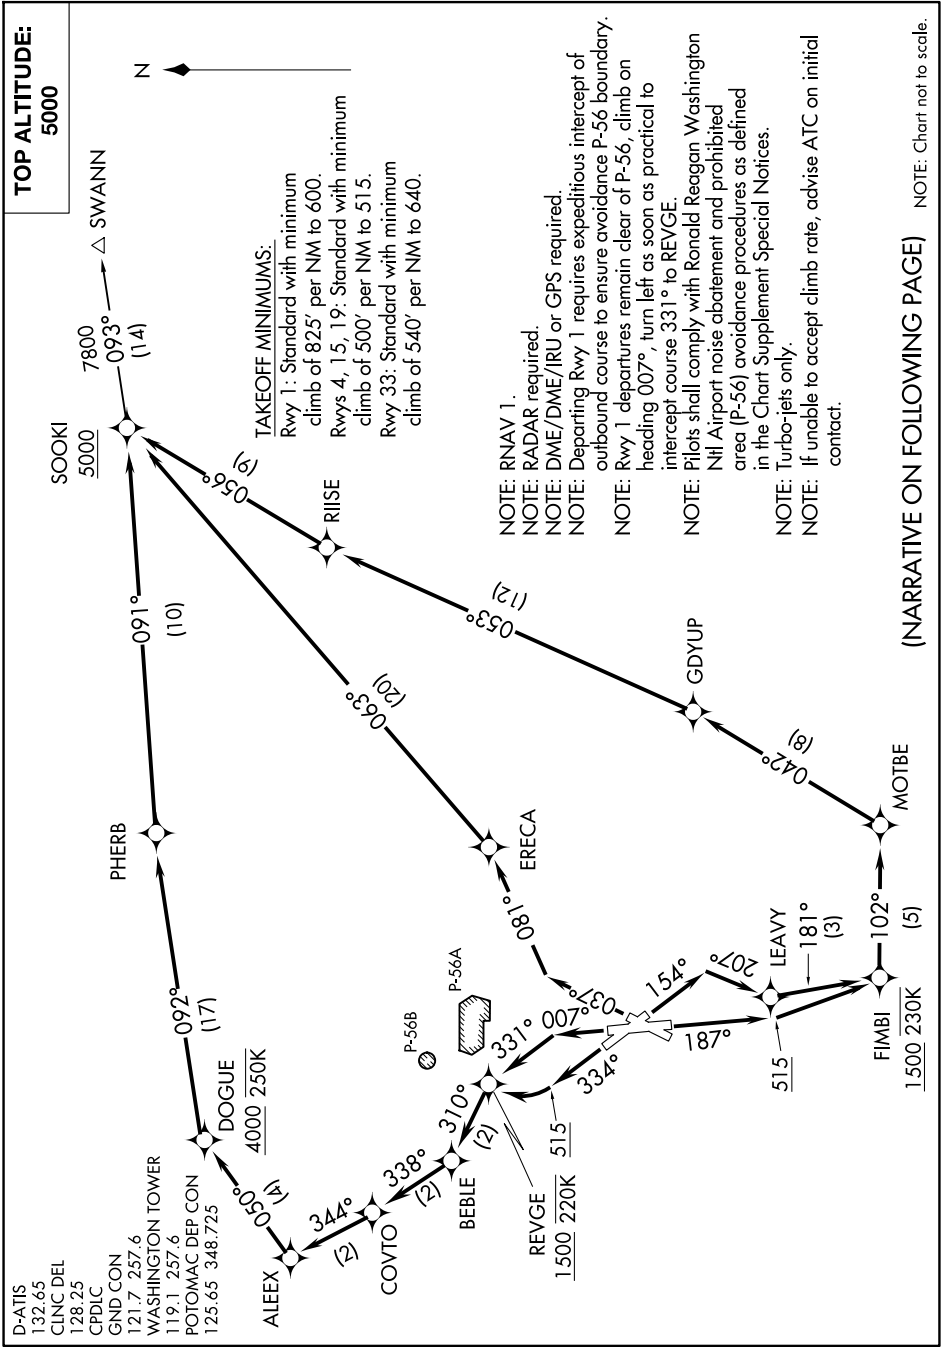 TOP ALTITUDE:
5000
D-ATIS
132.65
CLNC DEL
128.25
CPDLC
GND CON
121.7 257.6
WASHINGTON TOWER
119.1 257.6
POTOMAC DEP CON
125.65 348.725
N
SWANN
7800
093°
(14)
SOOKI
5000
091°
(10)
PHERB
092°
(17)
DOGUE
4000 250K
050°
(4)
ALEEX
344°
(2)
COVTO
338°
(2)
BEBLE
310°
(2)
REVGE
1500 220K
515
331°
334°
007°
P-56B
P-56A
037°
081°
ERECA
063°
(20)
056°
(9)
RIISE
053°
(12)
GDYUP
042°
(8)
MOTBE
102°
(5)
FIMBI
1500 230K
LEAVY
181°
(3)
207°
154°
187°
515
TAKEOFF MINIMUMS:
Rwy 1: Standard with minimum
climb of 825' per NM to 600.
Rwys 4, 15, 19: Standard with minimum
climb of 500' per NM to 515.
Rwy 33: Standard with minimum
climb of 540' per NM to 640.
NOTE: RNAV 1.
NOTE: RADAR required.
NOTE: DME/DME/IRU or GPS required.
NOTE: Departing Rwy 1 requires expeditious intercept of
outbound course to ensure avoidance P-56 boundary.
NOTE: Rwy 1 departures remain clear of P-56, climb on
heading 007°, turn left as soon as practical to
intercept course 331° to REVGE.
NOTE: Pilots shall comply with Ronald Reagan Washington
Ntl Airport noise abatement and prohibited
area (P-56) avoidance procedures as defined
in the Chart Supplement Special Notices.
NOTE: Turbo-jets only.
NOTE: If unable to accept climb rate, advise ATC on initial
contact.
(NARRATIVE ON FOLLOWING PAGE)
NOTE: Chart not to scale.